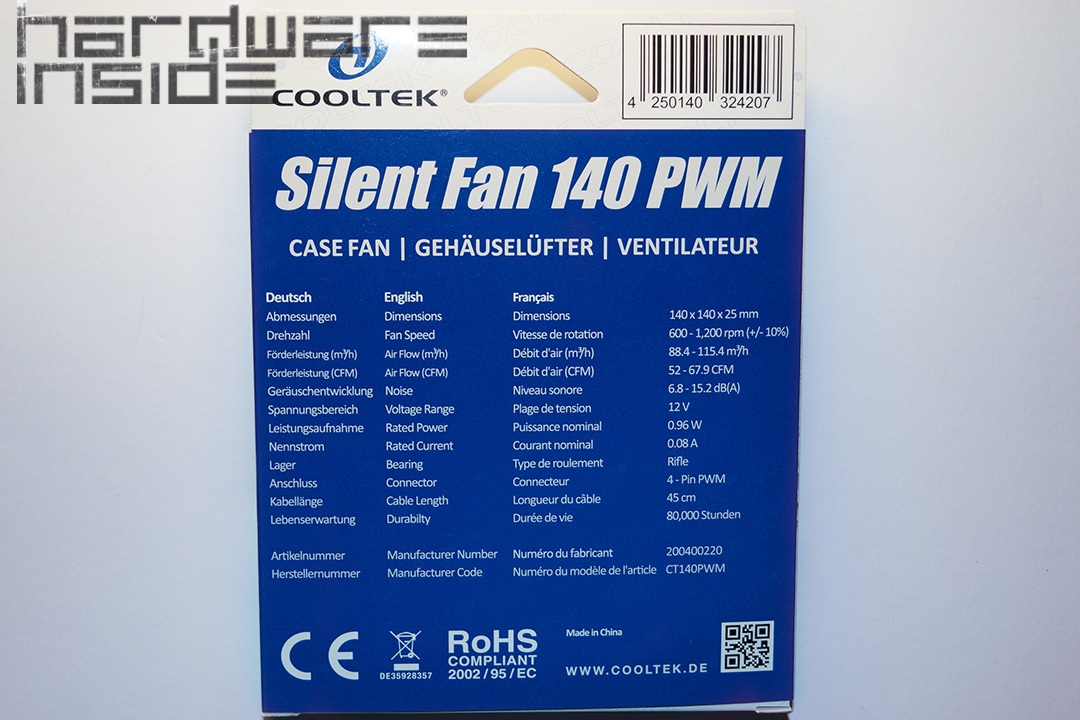 hardware
inside
COOLTEK®
4 250140 324207
Silent Fan 140 PWM
CASE FAN | GEHÄUSELÜFTER | VENTILATEUR
Deutsch English Français
Abmessungen Dimensions Dimensions 140 x 140 x 25 mm
Drehzahl Fan Speed Vitesse de rotation 600 - 1,200 rpm (+/- 10%)
Förderleistung (m³/h) Air Flow (m³/h) Débit d'air (m³/h) 88.4 - 115.4 m³/h
Förderleistung (CFM) Air Flow (CFM) Débit d'air (CFM) 52 - 67.9 CFM
Geräuschentwicklung Noise Niveau sonore 6.8 - 15.2 dB(A)
Spannungsbereich Voltage Range Plage de tension 12 V
Leistungsaufnahme Rated Power Puissance nominal 0.96 W
Nennstrom Rated Current Courant nominal 0.08 A
Lager Bearing Type de roulement Rifle
Anschluss Connector Connecteur 4 - Pin PWM
Kabellänge Cable Length Longueur du câble 45 cm
Lebenserwartung Durabilty Durée de vie 80,000 Stunden
Artikelnummer Manufacturer Number Numéro du fabricant 200400220
Herstellernummer Manufacturer Code Numéro du modèle de l'article CT140PWM
CE
DE35928357
RoHS
COMPLIANT
2002 / 95 / EC
Made in China
WWW.COOLTEK.DE